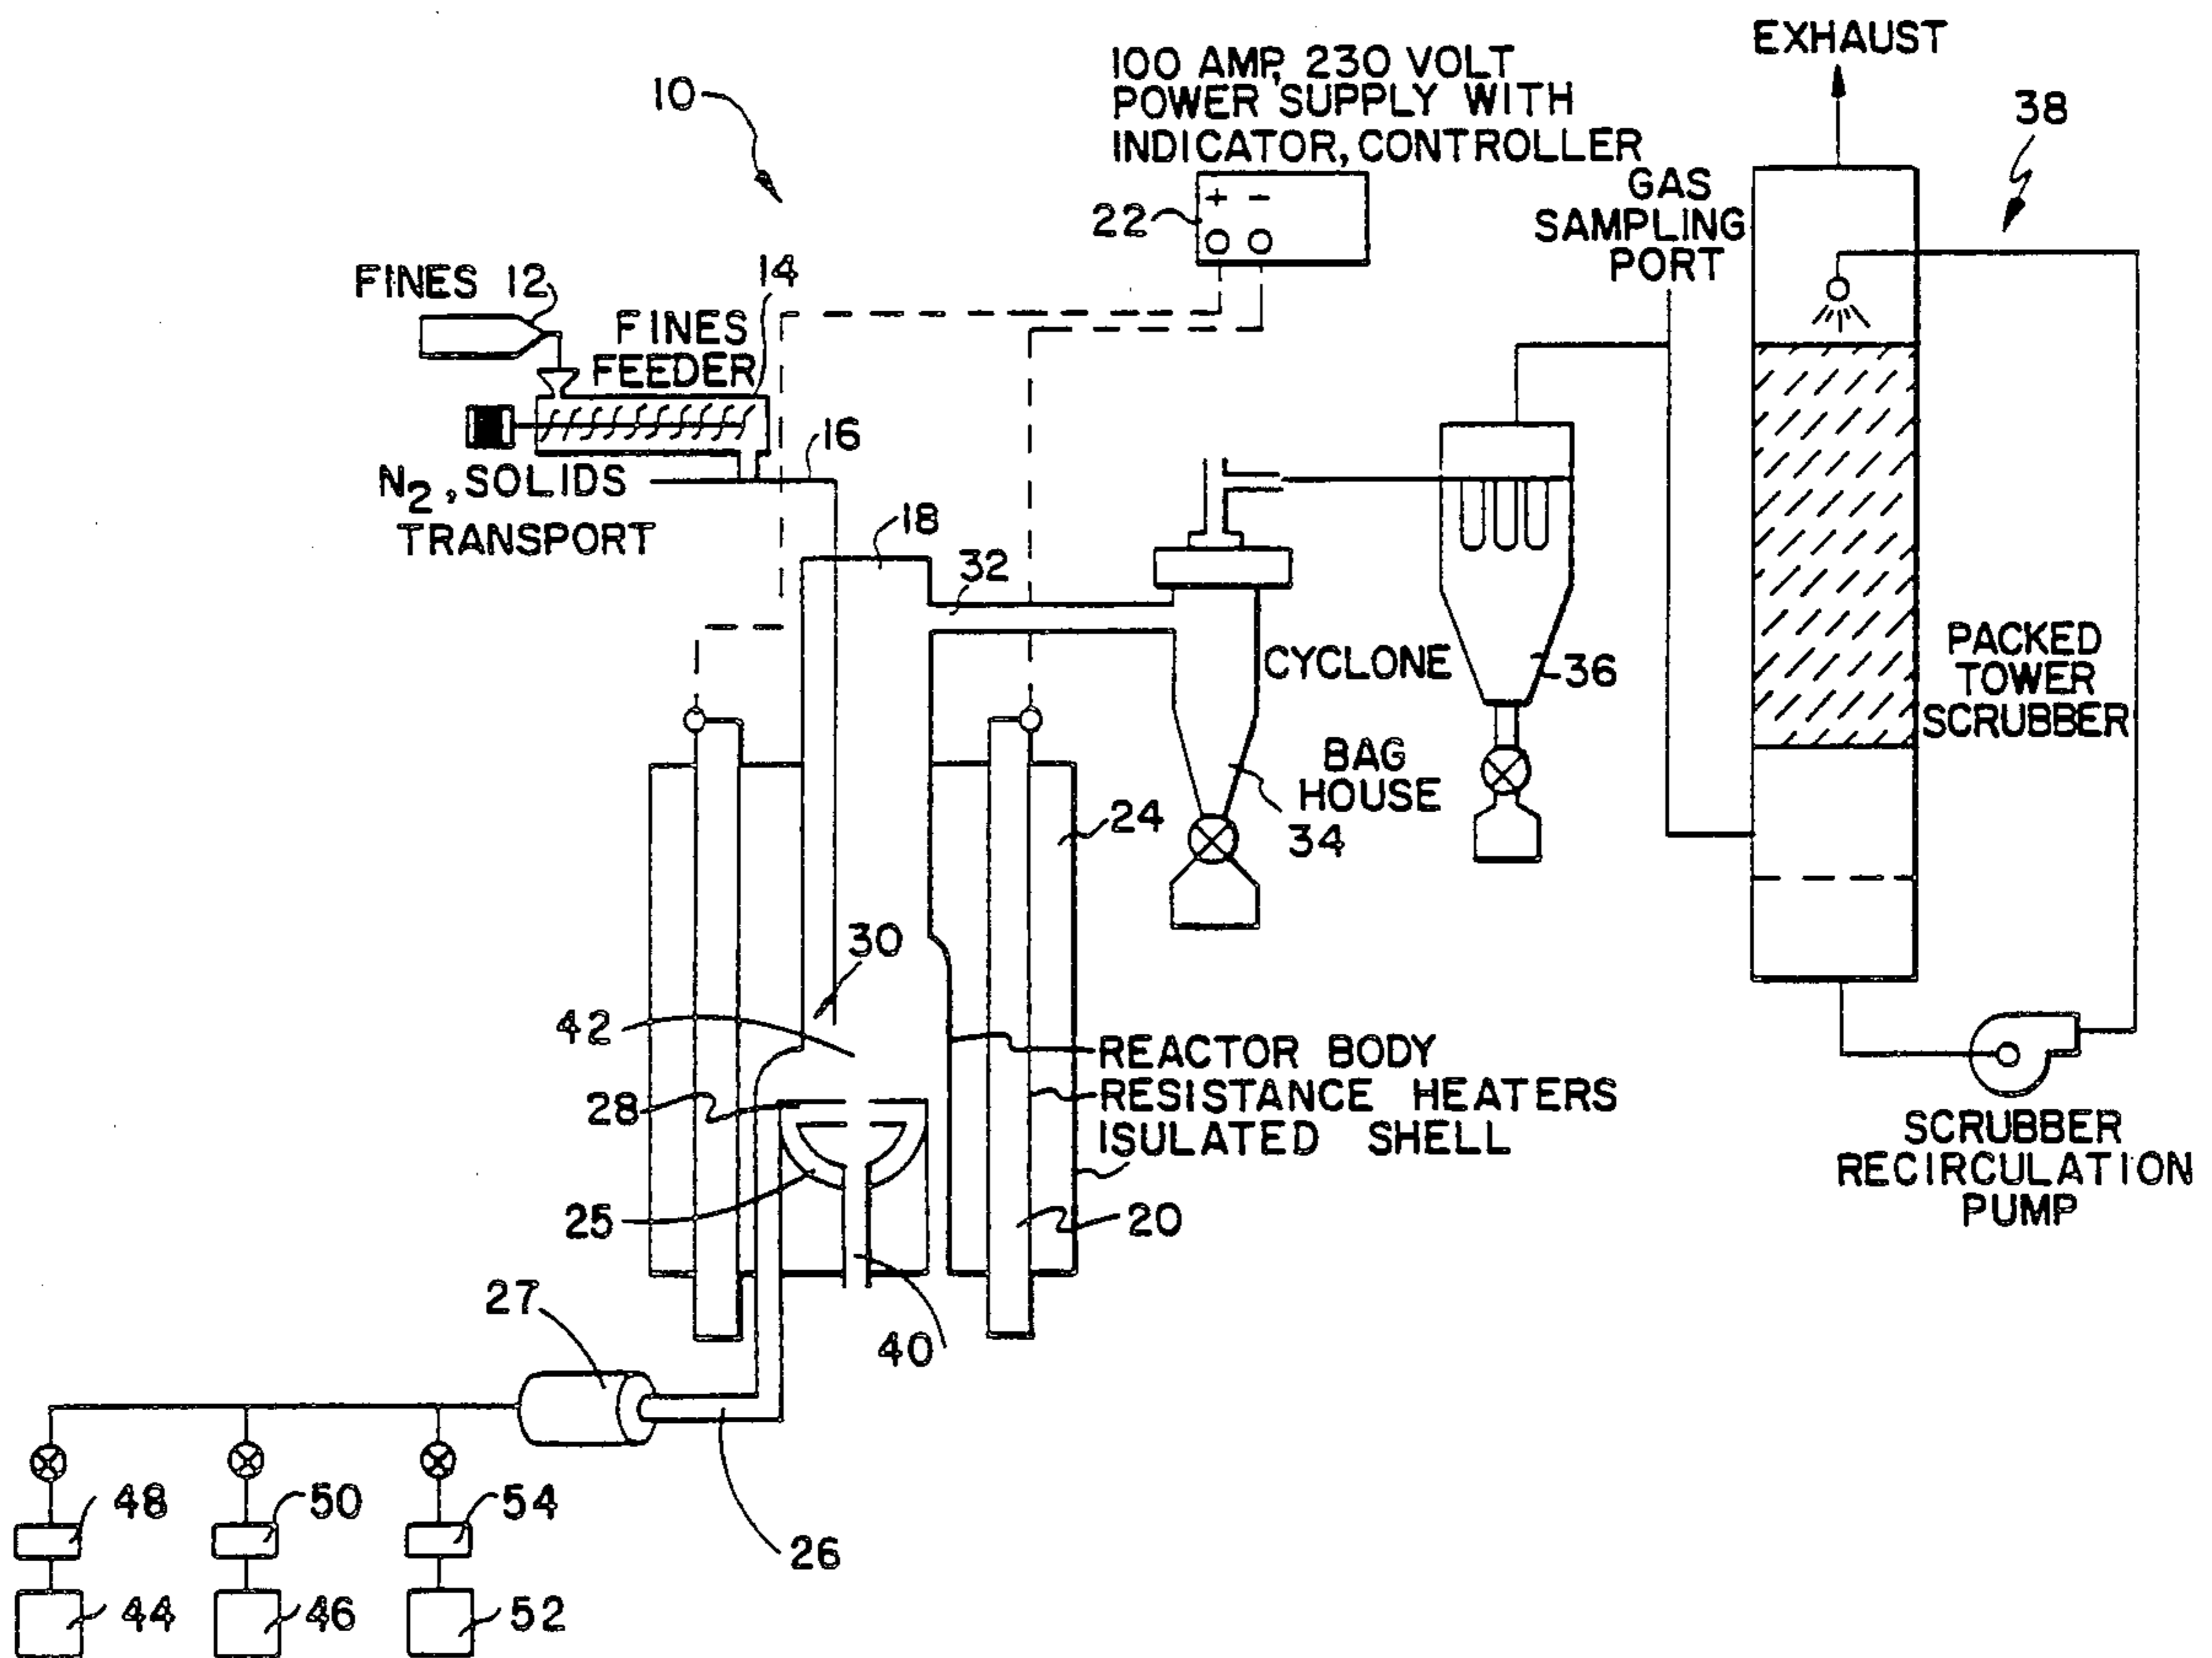 EXHAUST
10
100 AMP, 230 VOLT
POWER SUPPLY WITH
INDICATOR, CONTROLLER
38
GAS
SAMPLING
PORT
22
+ −
FINES 12
14
FINES
FEEDER
16
N2, SOLIDS
TRANSPORT
18
32
CYCLONE
36
PACKED
TOWER
SCRUBBER
BAG
HOUSE
34
24
30
42
REACTOR BODY
28
RESISTANCE HEATERS
ISULATED SHELL
SCRUBBER
RECIRCULATION
PUMP
25
20
27
40
48
50
54
26
44
46
52